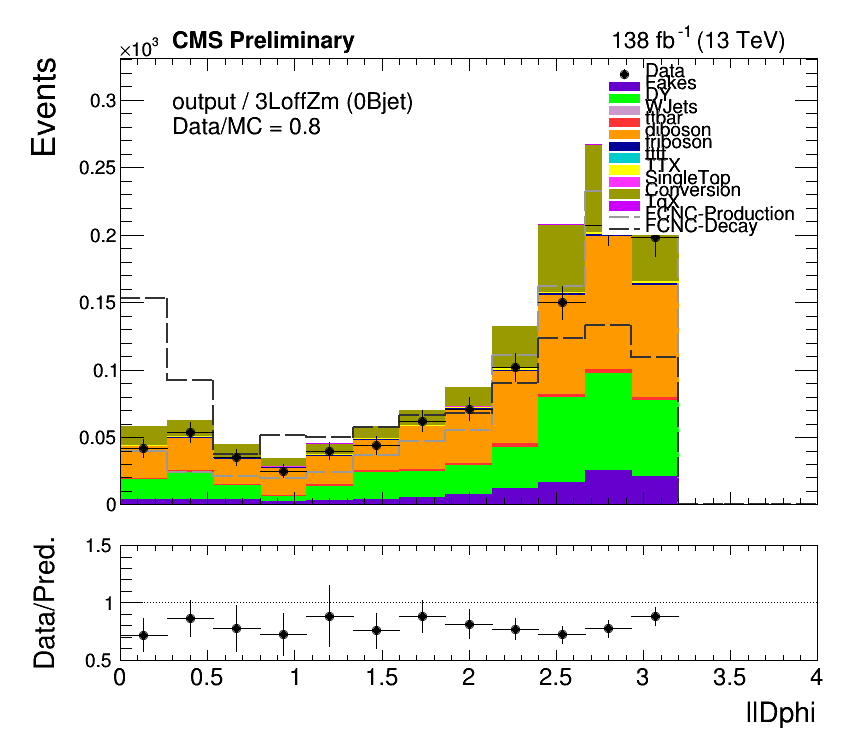 ×10³ CMS Preliminary 138 fb⁻¹ (13 TeV)
Events
output / 3LoffZm (0Bjet)
Data/MC = 0.8
Data
Fakes
DY
WJets
ttbar
diboson
triboson
tttt
TTX
SingleTop
Conversion
TqX
FCNC-Production
FCNC-Decay
0.3
0.25
0.2
0.15
0.1
0.05
0
Data/Pred.
1.5
1
0.5
0 0.5 1 1.5 2 2.5 3 3.5 4
llDphi